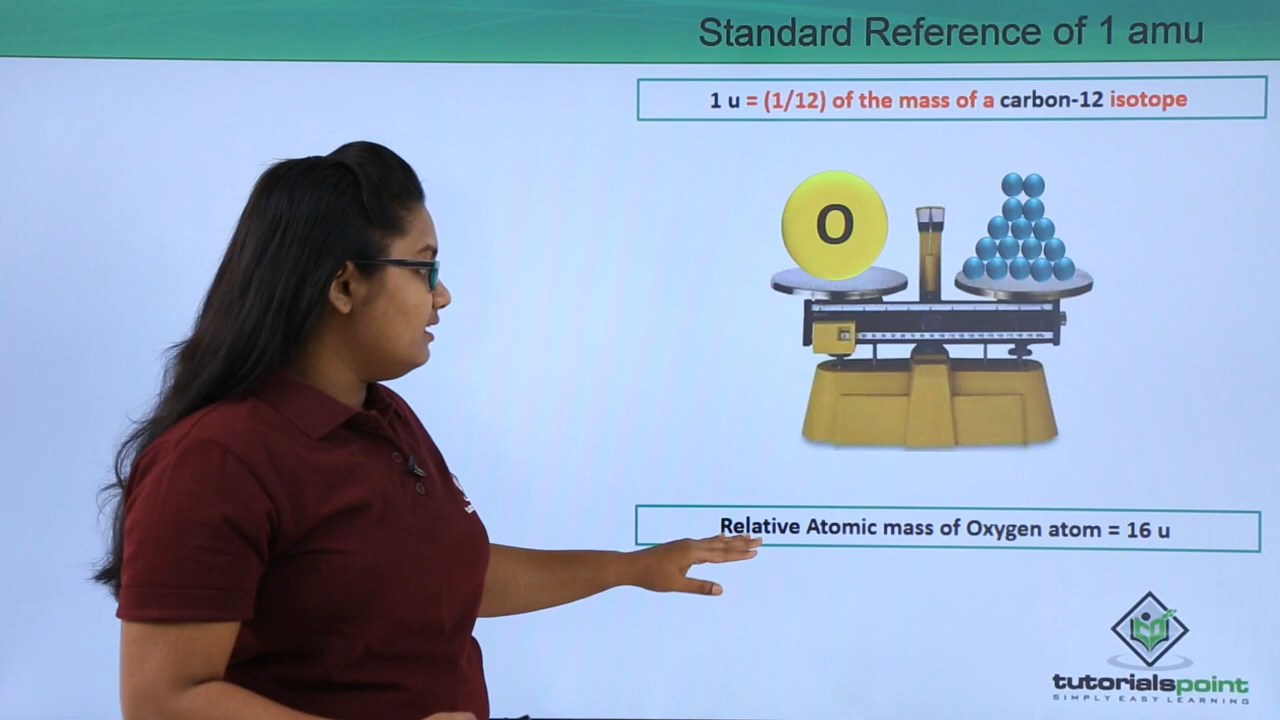 Standard Reference of 1 amu
1 u = (1/12) of the mass of a carbon-12 isotope
O
Relative Atomic mass of Oxygen atom = 16 u
tutorialspoint
SIMPLY EASY LEARNING